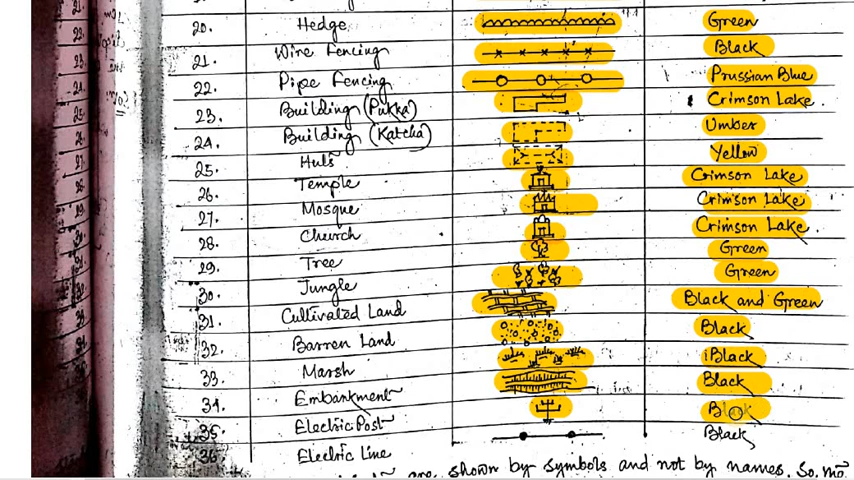 20. Hedge Green
21. Wire Fencing Black
22. Pipe Fencing Prussian Blue
23. Building (Pukka) Crimson Lake
24. Building (Katcha) Umber
25. Huts Yellow
26. Temple Crimson Lake
27. Mosque Crimson Lake
28. Church Crimson Lake
29. Tree Green
30. Jungle Green
31. Cultivated Land Black and Green
32. Barren Land Black
33. Marsh Black
34. Embankment Black
35. Electric Post Black
36. Electric Line Black
are shown by symbols and not by names. So,